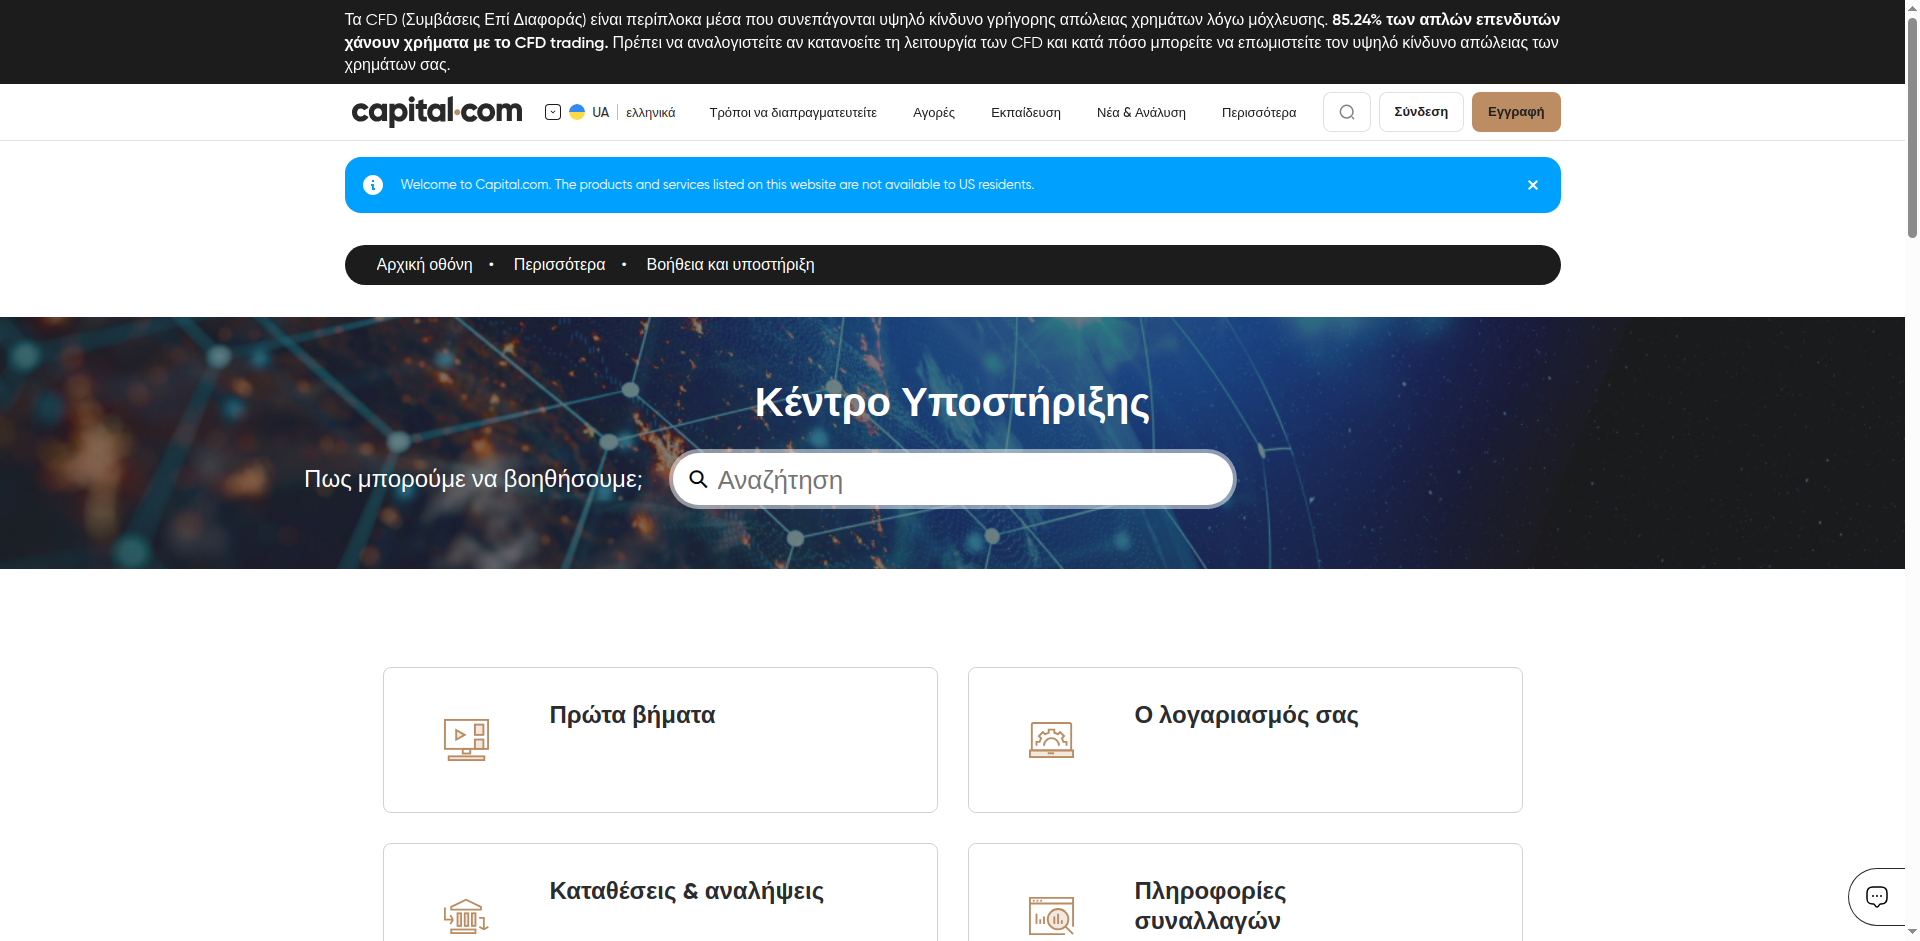 Τα CFD (Συμβάσεις Επί Διαφοράς) είναι περίπλοκα μέσα που συνεπάγονται υψηλό κίνδυνο γρήγορης απώλειας χρημάτων λόγω μόχλευσης. 85.24% των απλών επενδυτών
χάνουν χρήματα με το CFD trading. Πρέπει να αναλογιστείτε αν κατανοείτε τη λειτουργία των CFD και κατά πόσο μπορείτε να επωμιστείτε τον υψηλό κίνδυνο απώλειας των
χρημάτων σας.
capital.com UA ελληνικά Τρόποι να διαπραγματευτείτε Αγορές Εκπαίδευση Νέα & Ανάλυση Περισσότερα Σύνδεση Εγγραφή
Welcome to Capital.com. The products and services listed on this website are not available to US residents.
Αρχική οθόνη • Περισσότερα • Βοήθεια και υποστήριξη
Κέντρο Υποστήριξης
Πως μπορούμε να βοηθήσουμε; Αναζήτηση
Πρώτα βήματα
Ο λογαριασμός σας
Καταθέσεις & αναλήψεις
Πληροφορίες
συναλλαγών